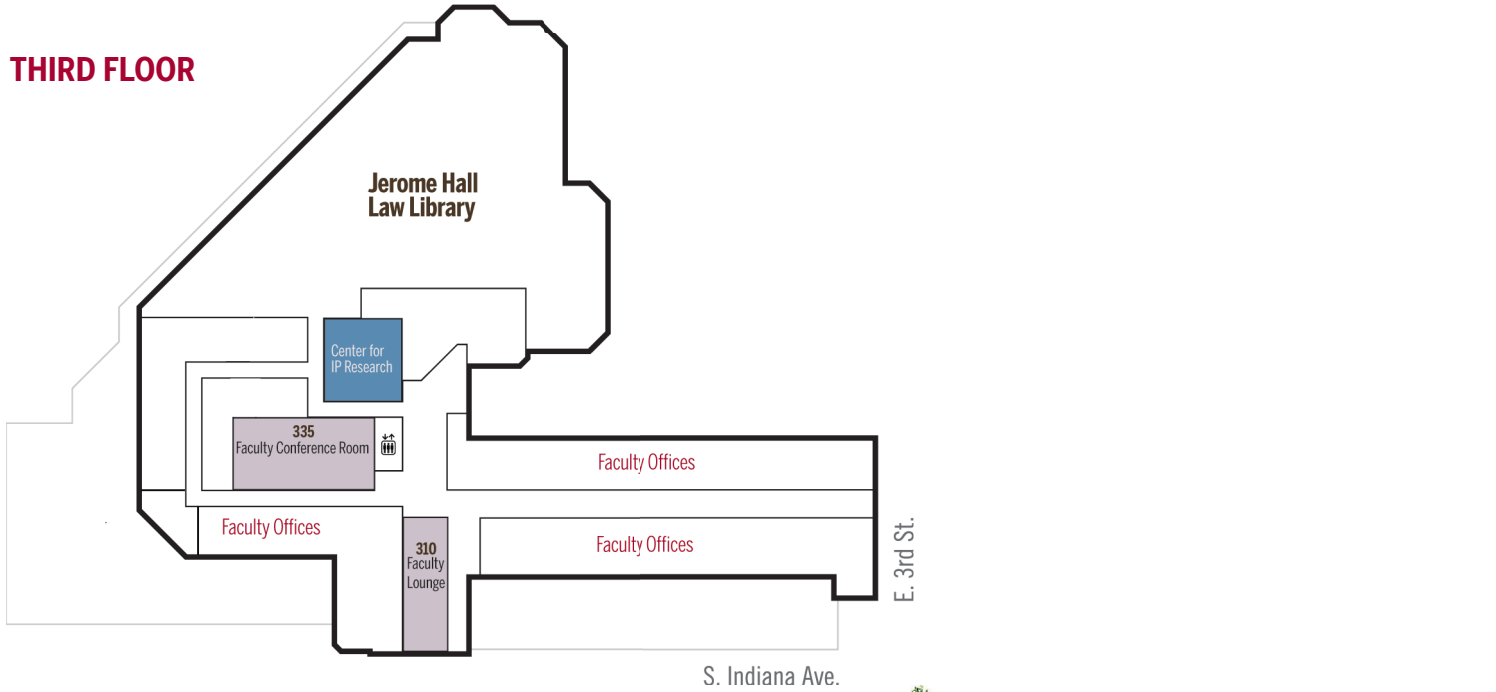 THIRD FLOOR
Jerome Hall
Law Library
Center for
IP Research
335
Faculty Conference Room
Faculty Offices
Faculty Offices
310
Faculty
Lounge
Faculty Offices
E. 3rd St.
S. Indiana Ave.